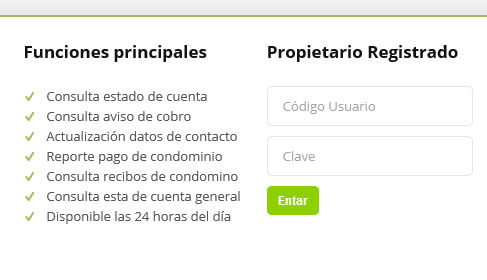 Funciones principales
Consulta estado de cuenta
Consulta aviso de cobro
Actualización datos de contacto
Reporte pago de condominio
Consulta recibos de condomino
Consulta esta de cuenta general
Disponible las 24 horas del día
Propietario Registrado
Código Usuario
Clave
Entar